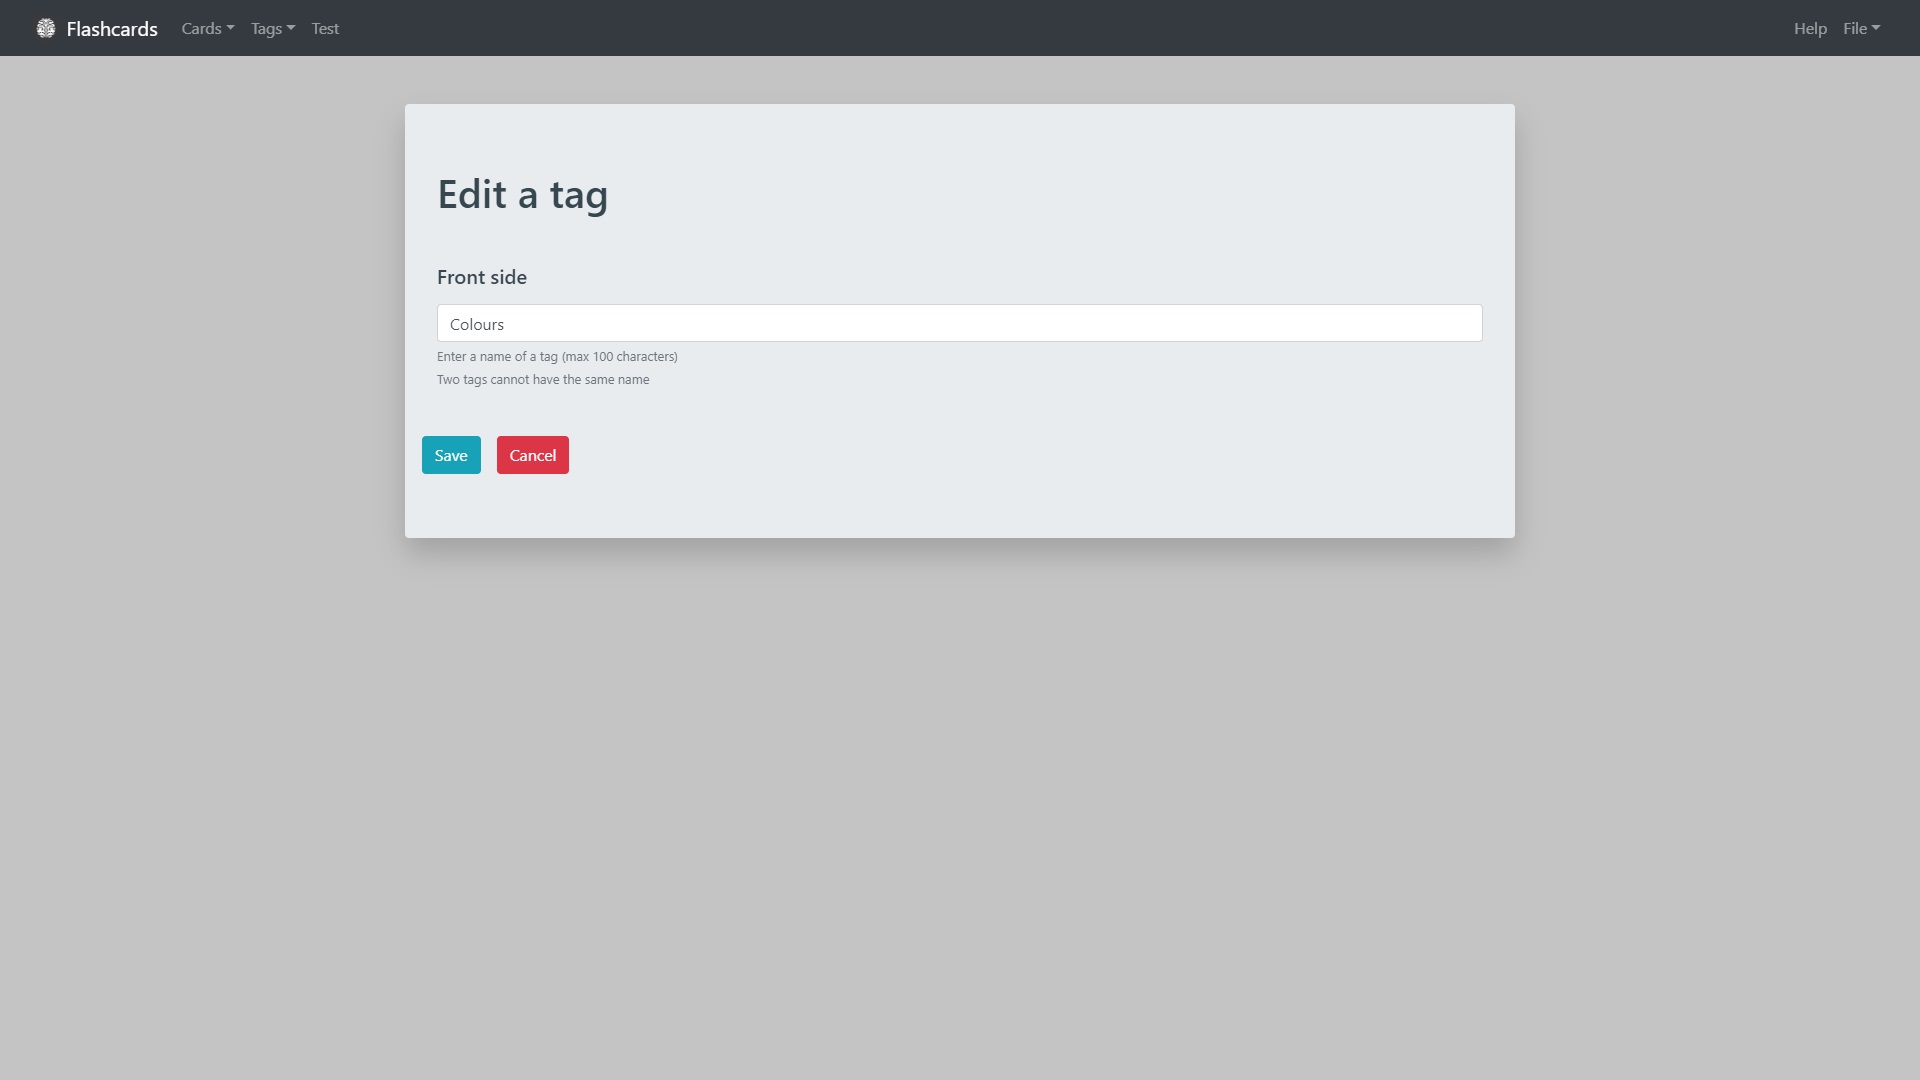 Flashcards Cards Tags Test Help File
Edit a tag
Front side
Colours
Enter a name of a tag (max 100 characters)
Two tags cannot have the same name
Save Cancel